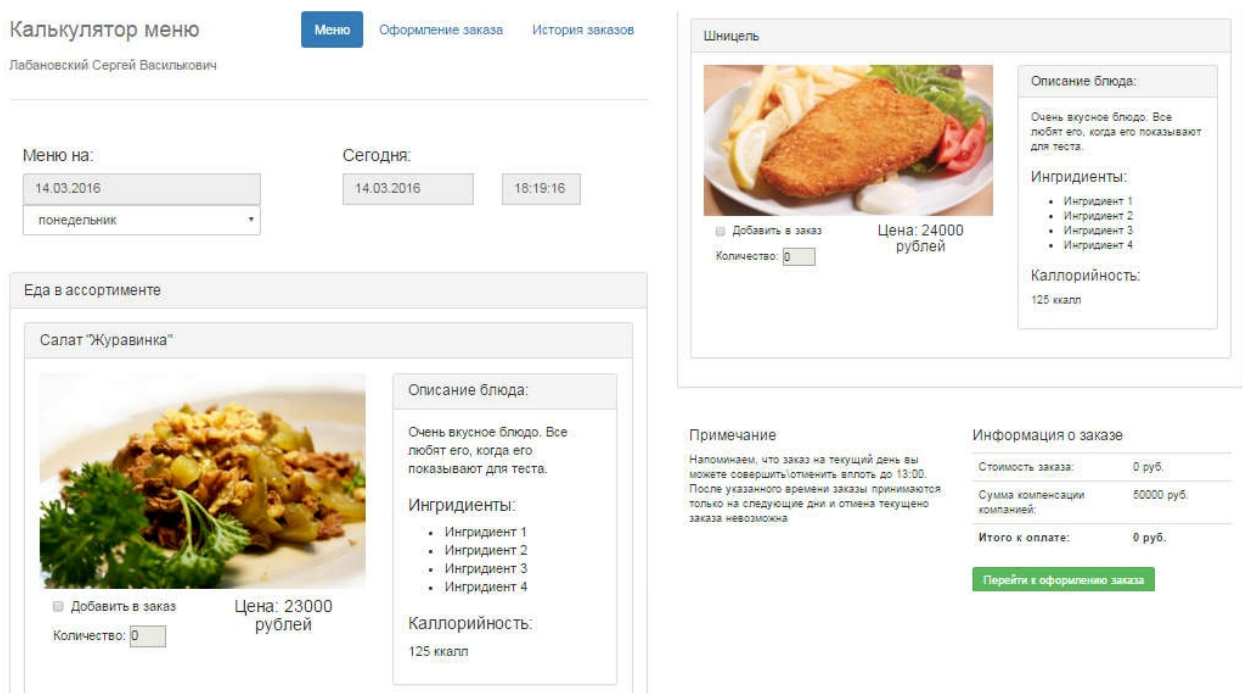 Калькулятор меню
Меню
Оформление заказа
История заказов
Лабановский Сергей Василькович
Меню на:
14.03.2016
понедельник
Сегодня:
14.03.2016
18:19:16
Еда в ассортименте
Салат "Журавинка"
Описание блюда:
Очень вкусное блюдо. Все
любят его, когда его
показывают для теста.
Ингридиенты:
Ингридиент 1
Ингридиент 2
Ингридиент 3
Ингридиент 4
Каллорийность:
125 ккалл
Добавить в заказ
Количество: 0
Цена: 23000
рублей
Шницель
Описание блюда:
Очень вкусное блюдо. Все
любят его, когда его показывают
для теста.
Ингридиенты:
Ингридиент 1
Ингридиент 2
Ингридиент 3
Ингридиент 4
Каллорийность:
125 ккалл
Добавить в заказ
Количество: 0
Цена: 24000
рублей
Примечание
Напоминаем, что заказ на текущий день вы
можете совершить\отменить вплоть до 13:00.
После указанного времени заказы принимаются
только на следующие дни и отмена текущено
заказа невозможна
Информация о заказе
Стоимость заказа: 0 руб.
Сумма компенсации 50000 руб.
компанией:
Итого к оплате: 0 руб.
Перейти к оформлению заказа